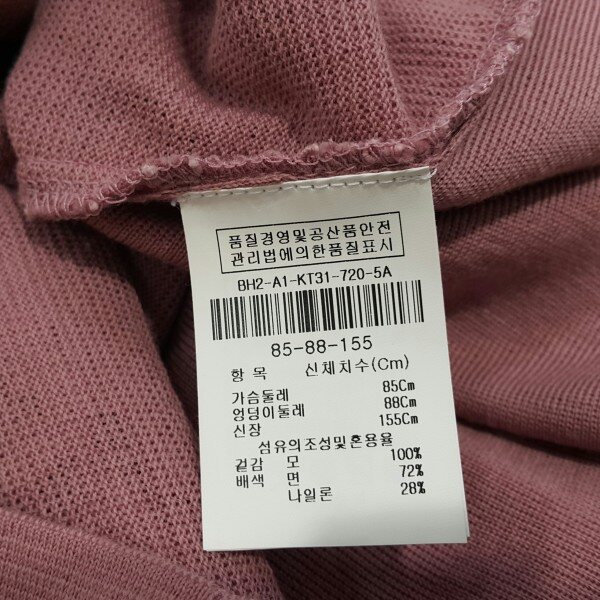 품질경영및공산품안전
관리법에의한품질표시
BH2-A1-KT31-720-5A
85-88-155
항 목 신체치수(Cm)
가슴둘레 85Cm
엉덩이둘레 88Cm
신장 155Cm
섬유의조성및혼용율
겉감 모 100%
배색 면 72%
나일론 28%